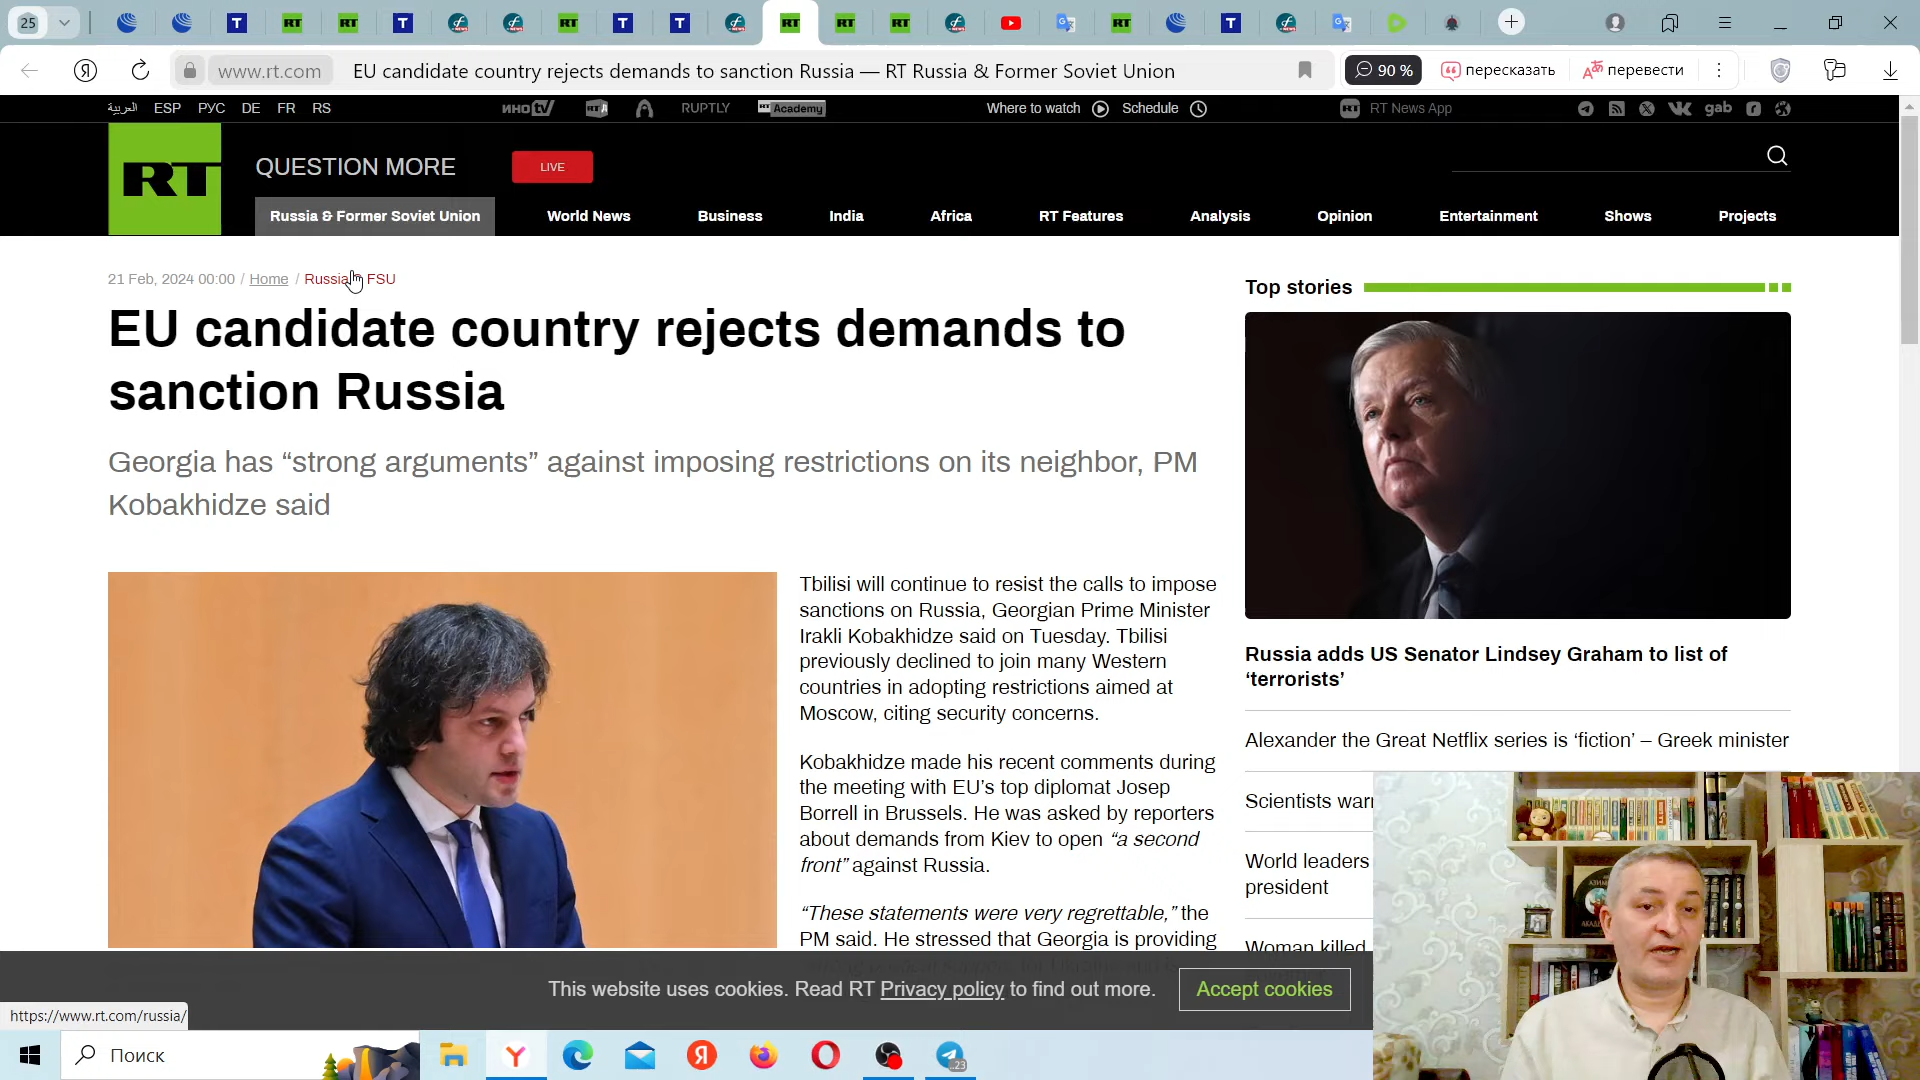 25
www.rt.com
EU candidate country rejects demands to sanction Russia — RT Russia & Former Soviet Union
90 %
пересказать
перевести
العربية ESP РУС DE FR RS
ИНО TV
RUPTLY
RT Academy
Where to watch
Schedule
RT News App
gab
RT
QUESTION MORE
LIVE
Russia & Former Soviet Union
World News
Business
India
Africa
RT Features
Analysis
Opinion
Entertainment
Shows
Projects
21 Feb, 2024 00:00 / Home / Russia FSU
EU candidate country rejects demands to
sanction Russia
Georgia has “strong arguments” against imposing restrictions on its neighbor, PM
Kobakhidze said
Tbilisi will continue to resist the calls to impose
sanctions on Russia, Georgian Prime Minister
Irakli Kobakhidze said on Tuesday. Tbilisi
previously declined to join many Western
countries in adopting restrictions aimed at
Moscow, citing security concerns.
Kobakhidze made his recent comments during
the meeting with EU’s top diplomat Josep
Borrell in Brussels. He was asked by reporters
about demands from Kiev to open “a second
front” against Russia.
“These statements were very regrettable,” the
PM said. He stressed that Georgia is providing
Top stories
Russia adds US Senator Lindsey Graham to list of
‘terrorists’
Alexander the Great Netflix series is ‘fiction’ – Greek minister
Scientists warn
World leaders
president
Woman killed
This website uses cookies. Read RT Privacy policy to find out more.
Accept cookies
https://www.rt.com/russia/
Поиск
23